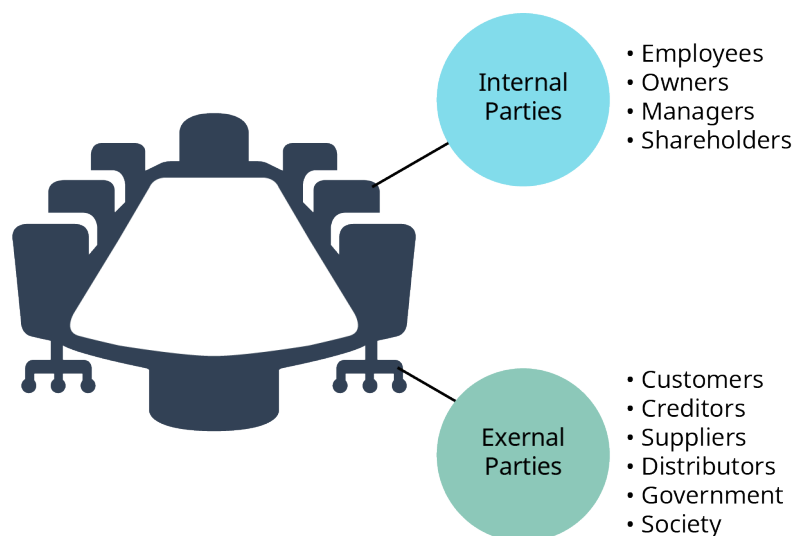 Internal
Parties
• Employees
• Owners
• Managers
• Shareholders
Exernal
Parties
• Customers
• Creditors
• Suppliers
• Distributors
• Government
• Society